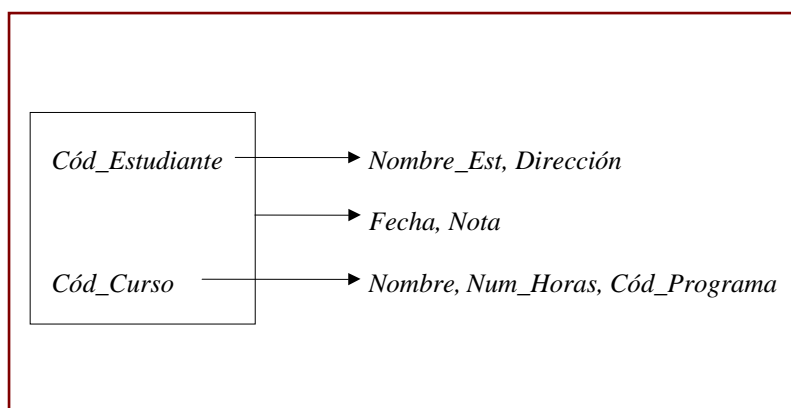 Cód_Estudiante Nombre_Est, Dirección
Fecha, Nota
Cód_Curso Nombre, Num_Horas, Cód_Programa